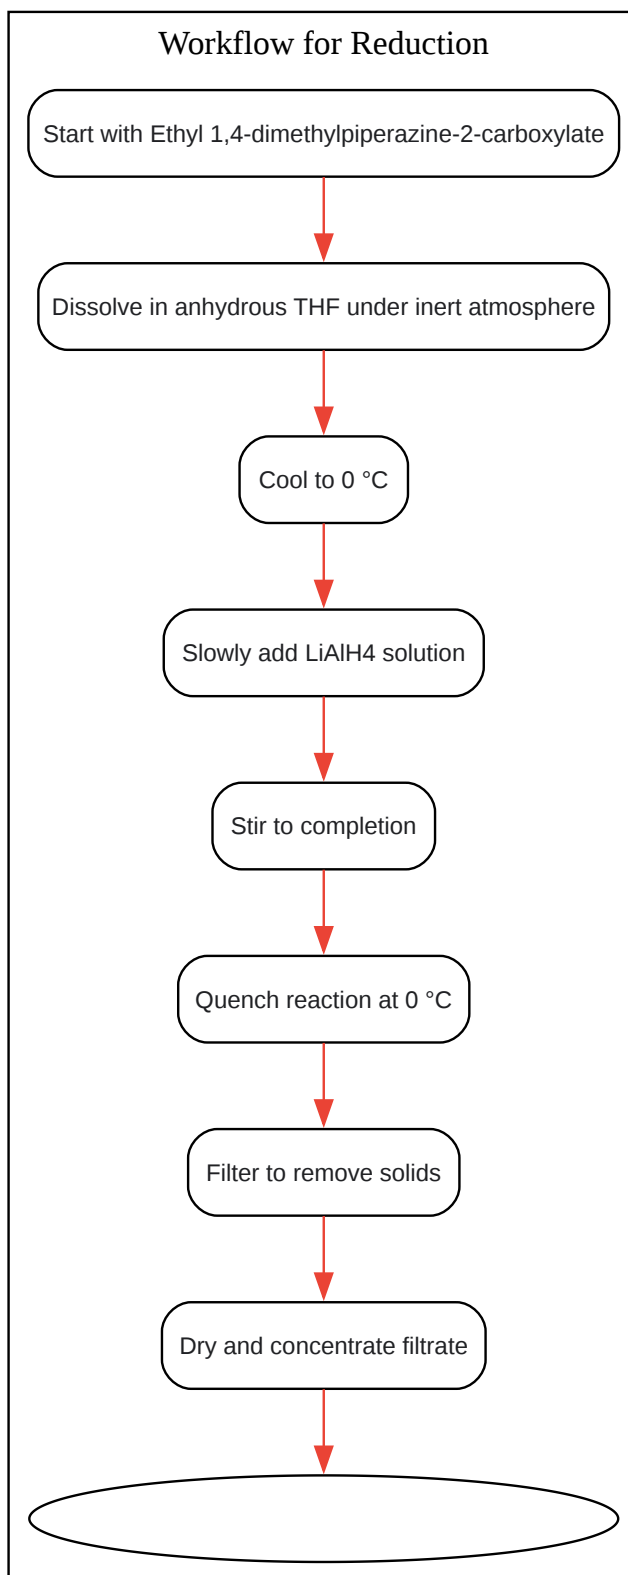 Workflow for Reduction
Start with Ethyl 1,4-dimethylpiperazine-2-carboxylate
Dissolve in anhydrous THF under inert atmosphere
Cool to 0 °C
Slowly add LiAlH4 solution
Stir to completion
Quench reaction at 0 °C
Filter to remove solids
Dry and concentrate filtrate